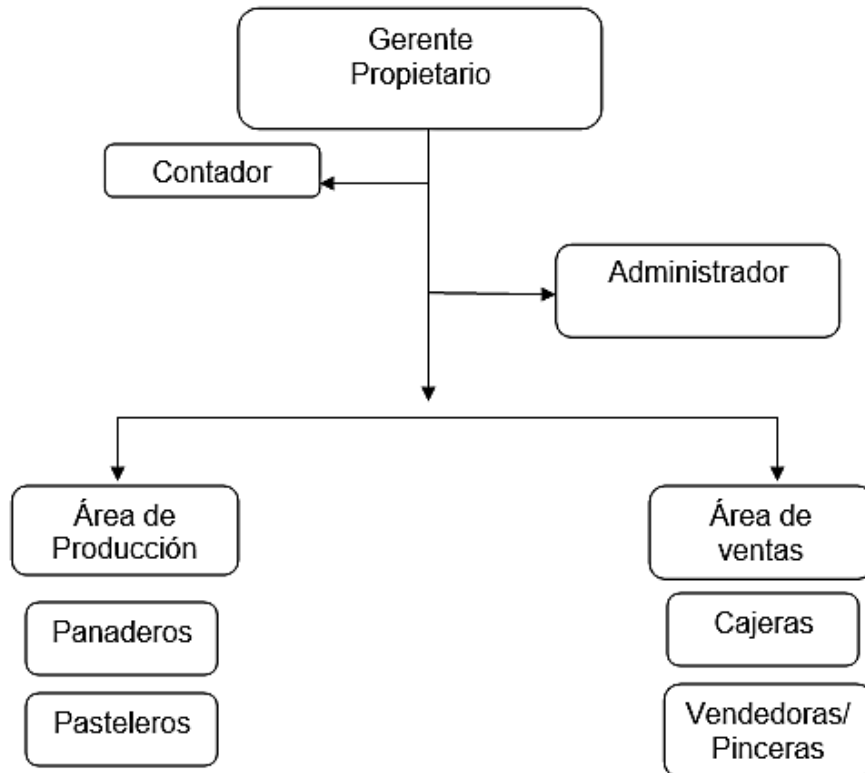 Gerente
Propietario
Contador
Administrador
Área de
Producción
Área de
ventas
Panaderos
Cajeras
Pasteleros
Vendedoras/
Pinceras